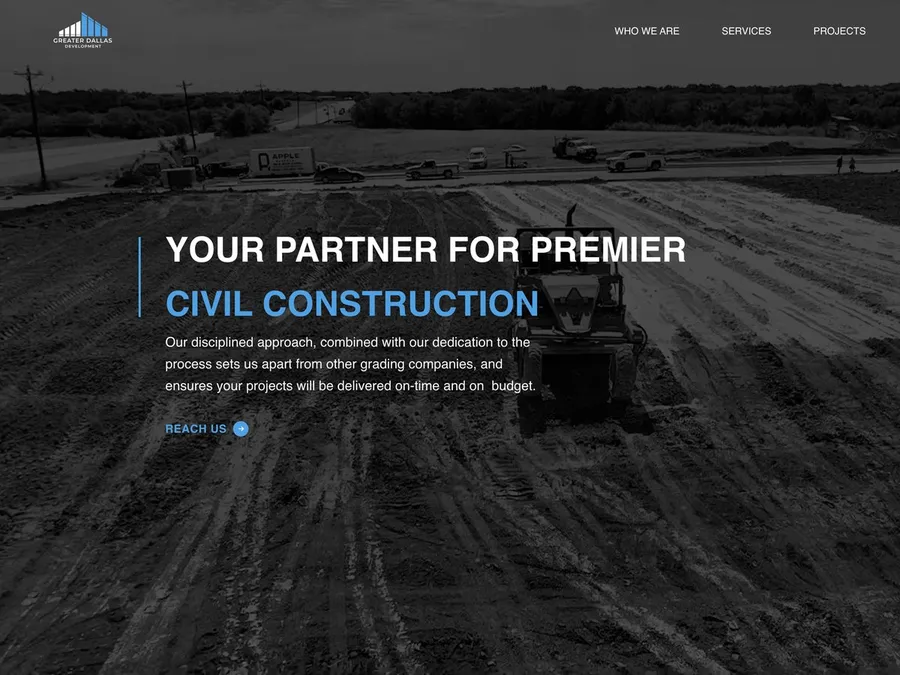 GREATER DALLAS
DEVELOPMENT
WHO WE ARE
SERVICES
PROJECTS
APPLE
YOUR PARTNER FOR PREMIER
CIVIL CONSTRUCTION
Our disciplined approach, combined with our dedication to the
process sets us apart from other grading companies, and
ensures your projects will be delivered on-time and on  budget.
REACH US